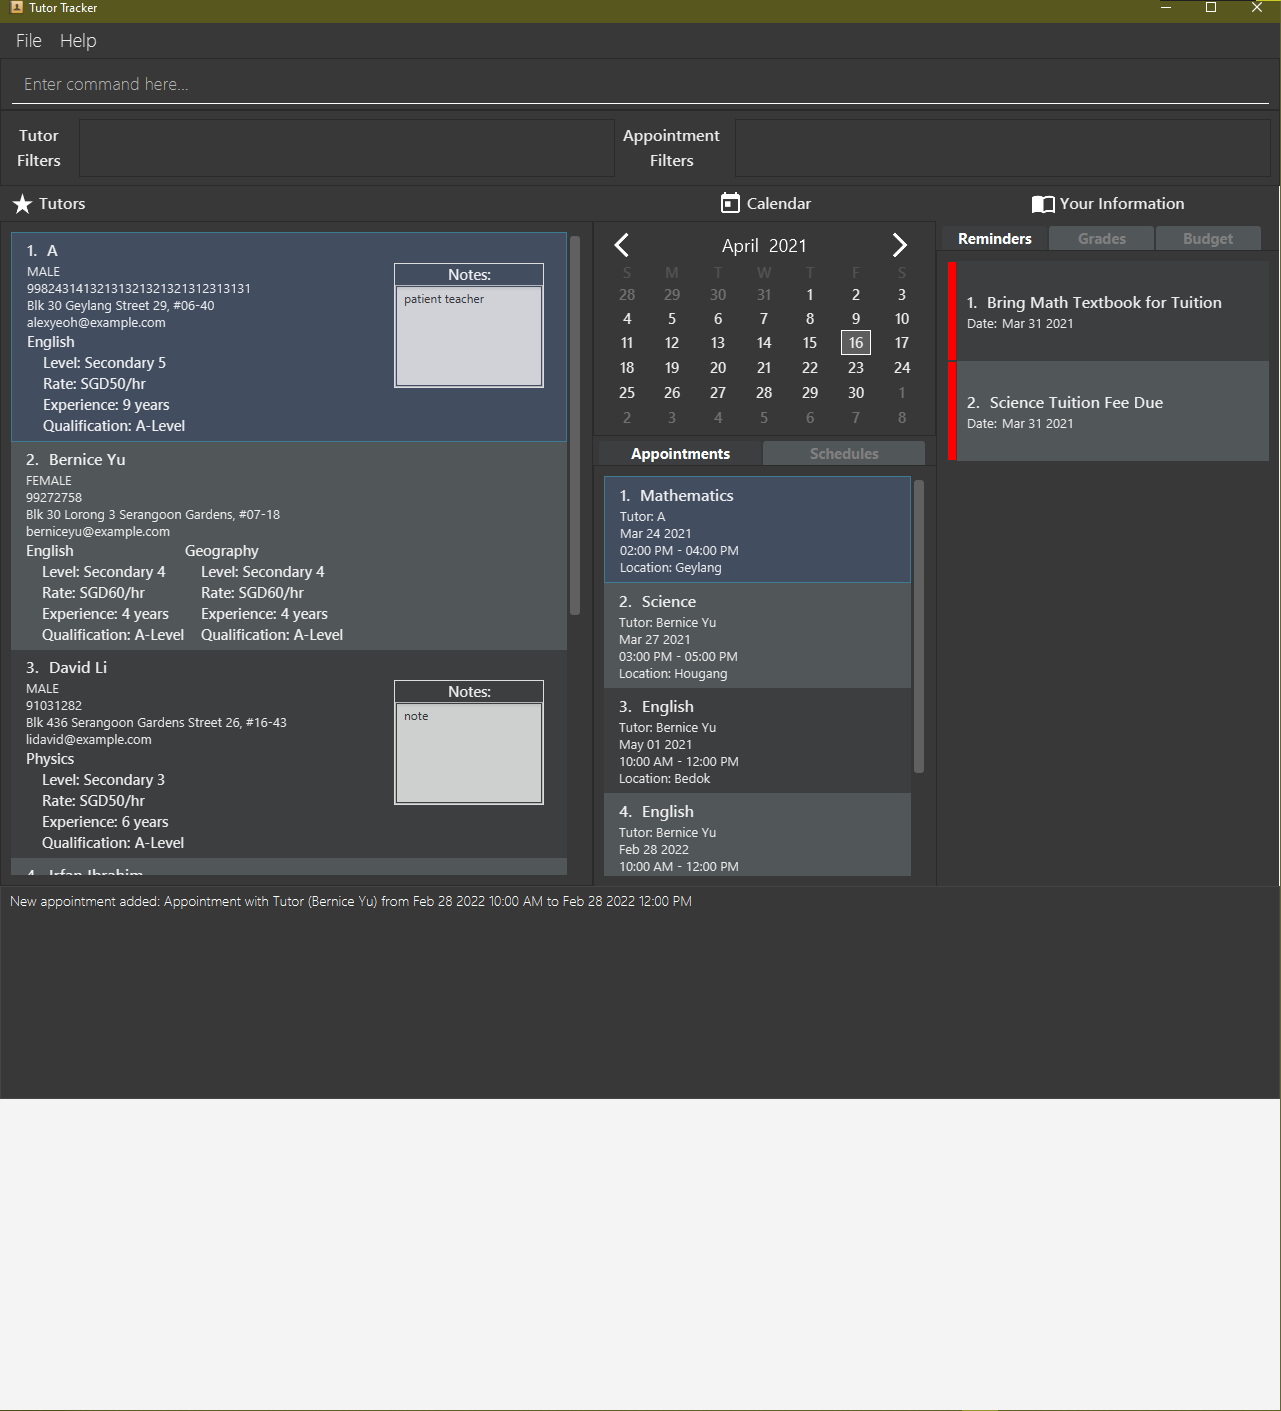 Tutor Tracker
File Help
Enter command here...
Tutor Filters
Appointment Filters
Tutors
1. A
MALE
99824314132131321321321312313131
Blk 30 Geylang Street 29, #06-40
alexyeoh@example.com
English
Level: Secondary 5
Rate: SGD50/hr
Experience: 9 years
Qualification: A-Level
Notes:
patient teacher
2. Bernice Yu
FEMALE
99272758
Blk 30 Lorong 3 Serangoon Gardens, #07-18
berniceyu@example.com
English Geography
Level: Secondary 4 Level: Secondary 4
Rate: SGD60/hr Rate: SGD60/hr
Experience: 4 years Experience: 4 years
Qualification: A-Level Qualification: A-Level
3. David Li
MALE
91031282
Blk 436 Serangoon Gardens Street 26, #16-43
lidavid@example.com
Physics
Level: Secondary 3
Rate: SGD50/hr
Experience: 6 years
Qualification: A-Level
Notes:
note
4. Irfan Ibrahim
Calendar
April 2021
S M T W T F S
28 29 30 31 1 2 3
4 5 6 7 8 9 10
11 12 13 14 15 16 17
18 19 20 21 22 23 24
25 26 27 28 29 30 1
2 3 4 5 6 7 8
Appointments Schedules
1. Mathematics
Tutor: A
Mar 24 2021
02:00 PM - 04:00 PM
Location: Geylang
2. Science
Tutor: Bernice Yu
Mar 27 2021
03:00 PM - 05:00 PM
Location: Hougang
3. English
Tutor: Bernice Yu
May 01 2021
10:00 AM - 12:00 PM
Location: Bedok
4. English
Tutor: Bernice Yu
Feb 28 2022
10:00 AM - 12:00 PM
Your Information
Reminders Grades Budget
1. Bring Math Textbook for Tuition
Date: Mar 31 2021
2. Science Tuition Fee Due
Date: Mar 31 2021
New appointment added: Appointment with Tutor (Bernice Yu) from Feb 28 2022 10:00 AM to Feb 28 2022 12:00 PM